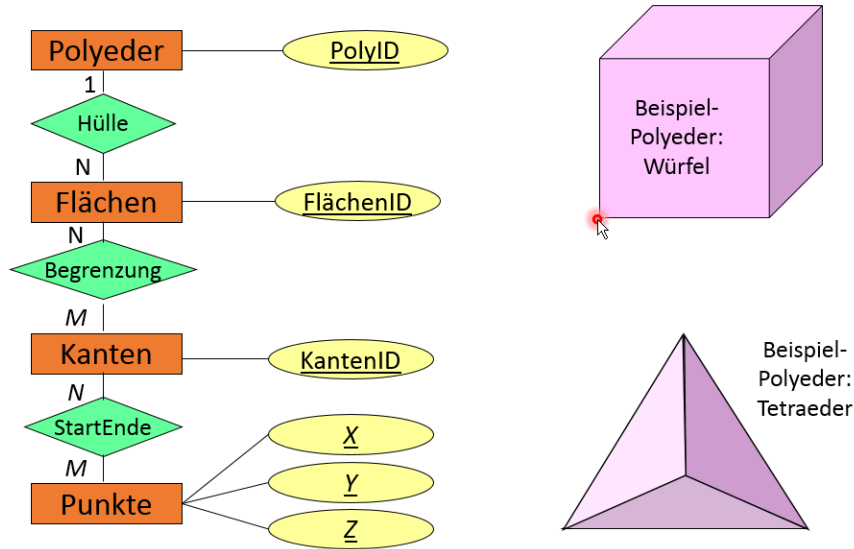 Polyeder
PolyID
1
Hülle
N
Flächen
FlächenID
N
Begrenzung
M
Kanten
KantenID
N
StartEnde
M
Punkte
X
Y
Z
Beispiel-
Polyeder:
Würfel
Beispiel-
Polyeder:
Tetraeder